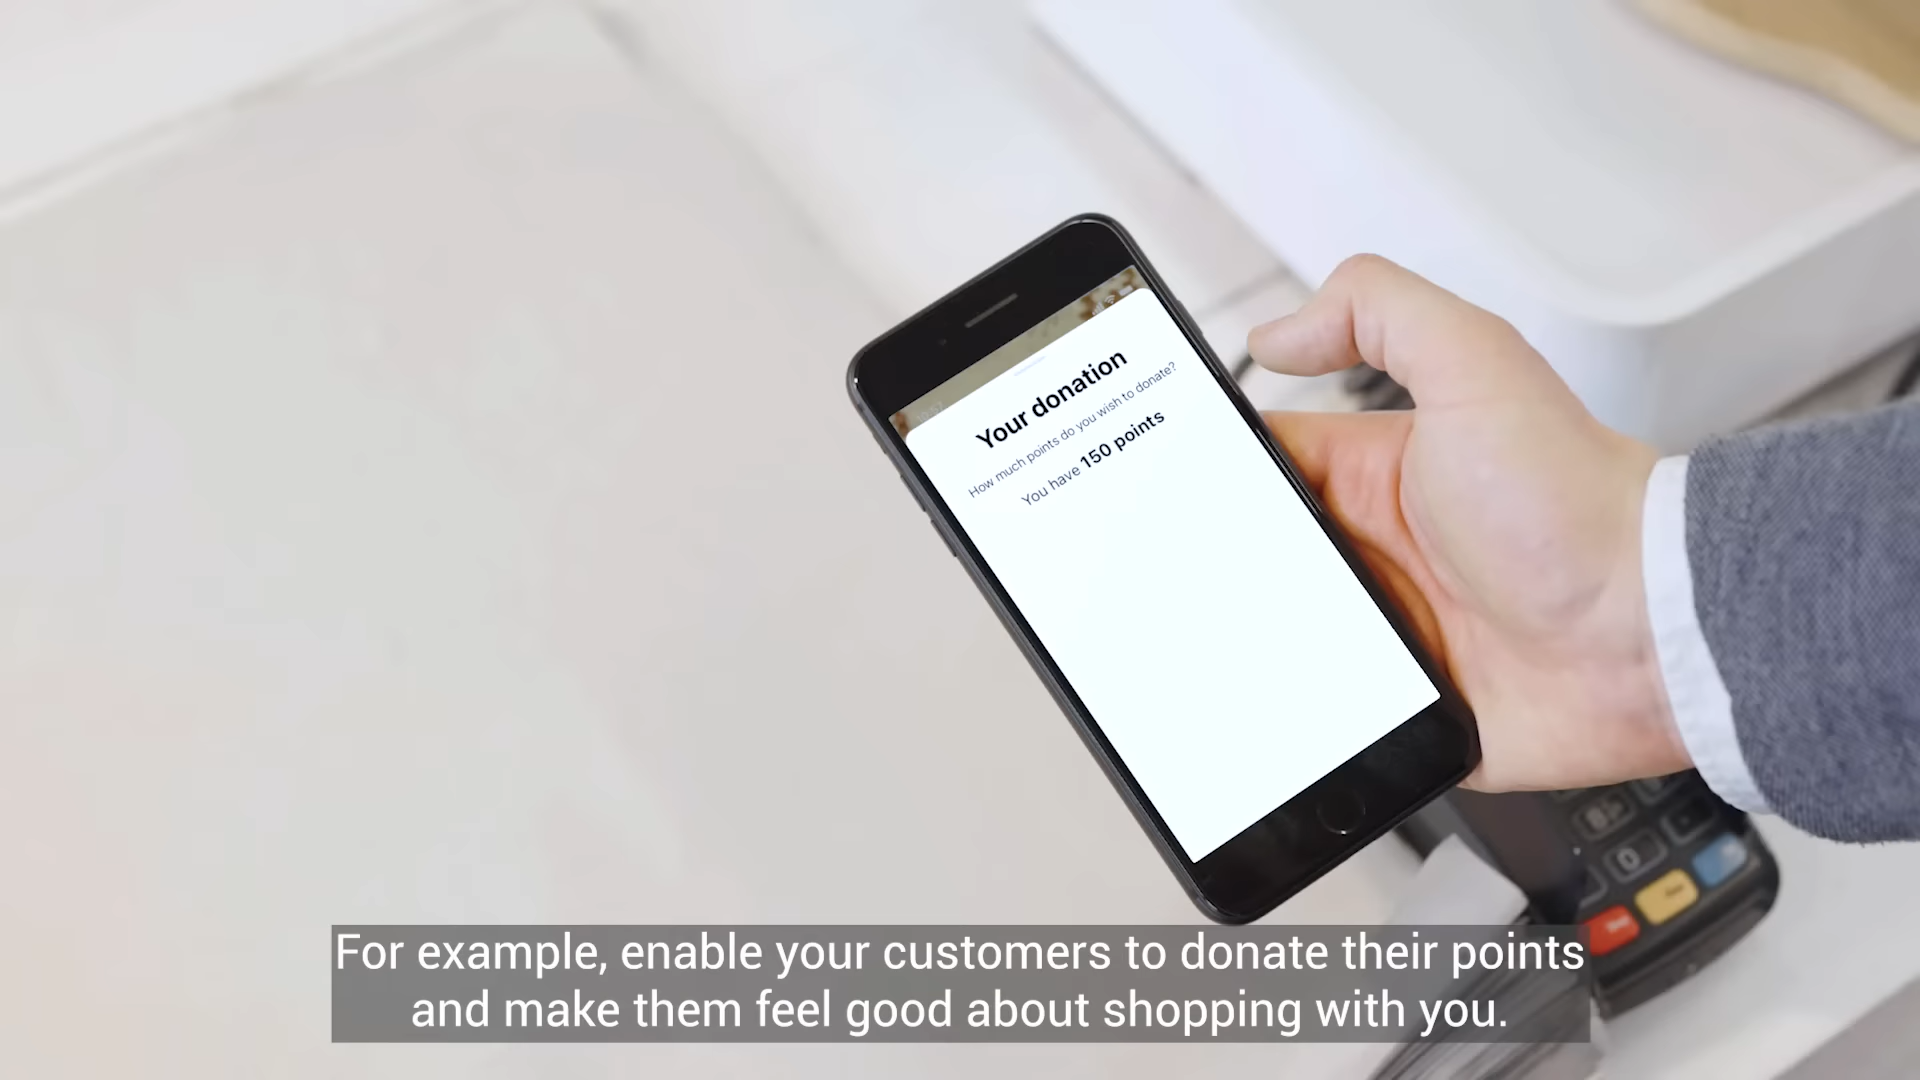 Your donation
How much points do you wish to donate?
You have 150 points
0
For example, enable your customers to donate their points
and make them feel good about shopping with you.